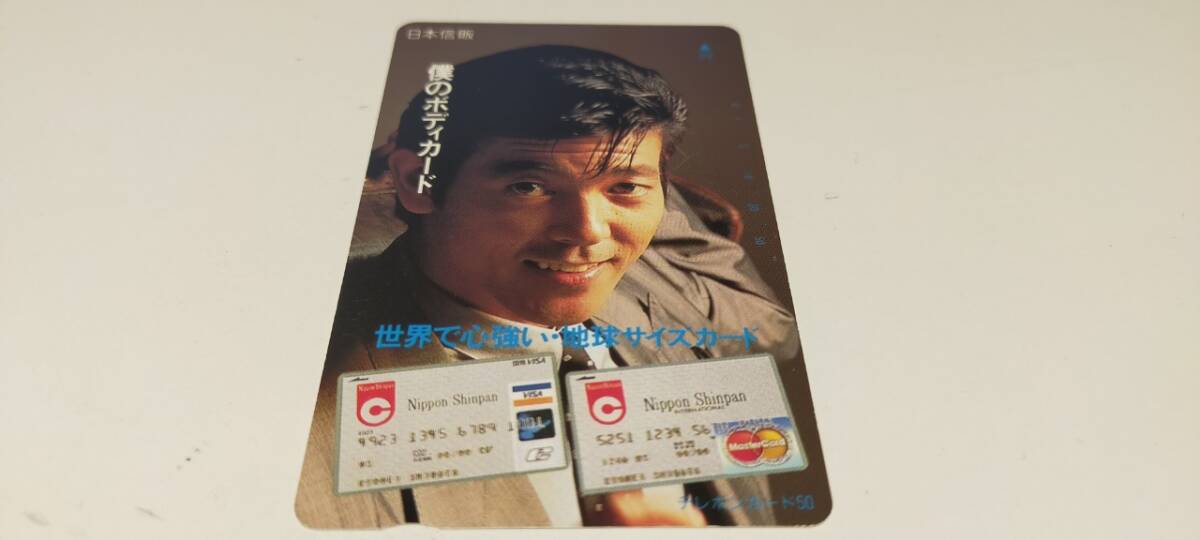 日本信販
僕のボディカード
世界で心強い・地球サイズカード
VISA
Nippon Shinpan
VISA
4923 1345 6789
Nippon Shinpan
INTERNATIONAL
5251 1234 56
MasterCard
テレホンカード50